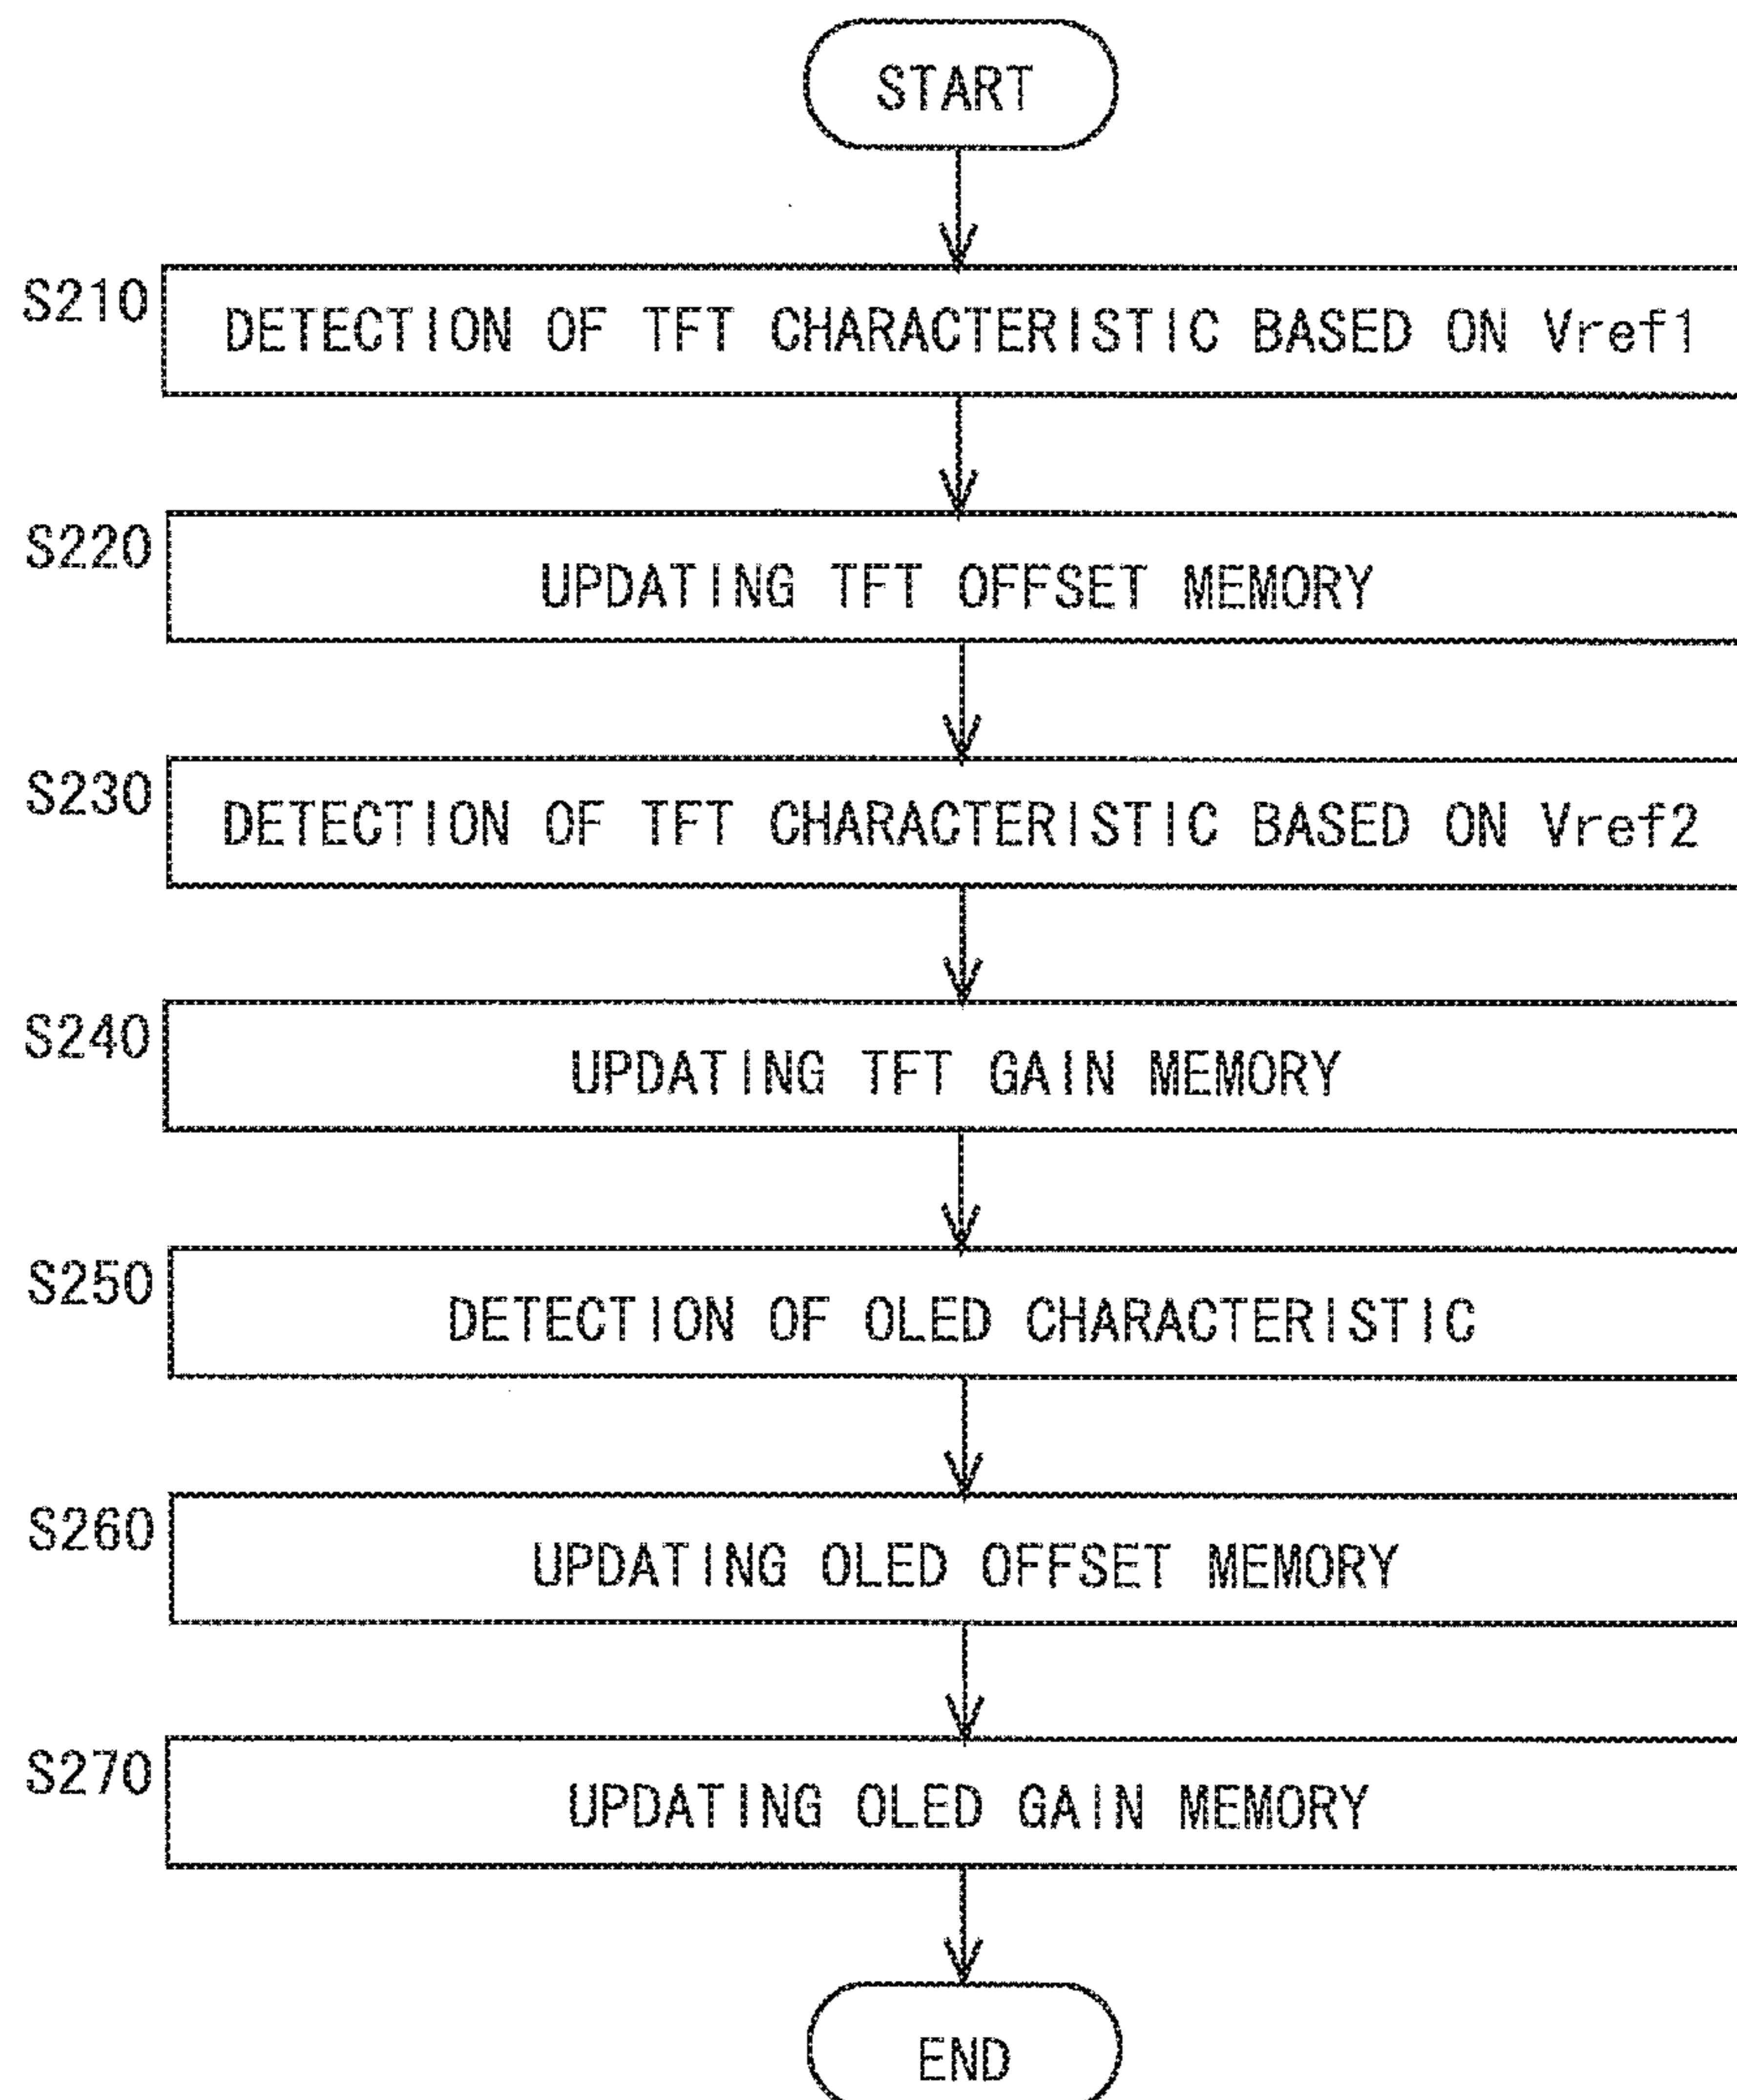 START
S210
DETECTION OF TFT CHARACTERISTIC BASED ON Vref1
S220
UPDATING TFT OFFSET MEMORY
S230
DETECTION OF TFT CHARACTERISTIC BASED ON Vref2
S240
UPDATING TFT GAIN MEMORY
S250
DETECTION OF OLED CHARACTERISTIC
S260
UPDATING OLED OFFSET MEMORY
S270
UPDATING OLED GAIN MEMORY
END